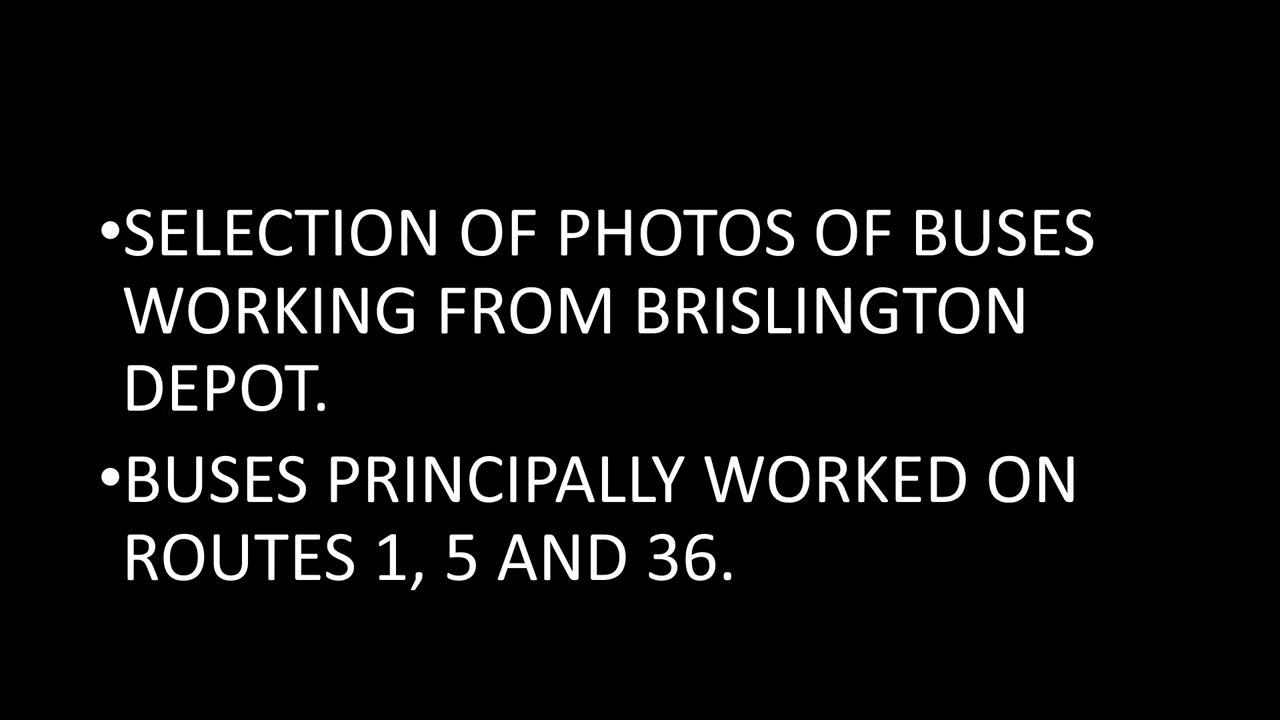 •SELECTION OF PHOTOS OF BUSES
WORKING FROM BRISLINGTON
DEPOT.
•BUSES PRINCIPALLY WORKED ON
ROUTES 1, 5 AND 36.